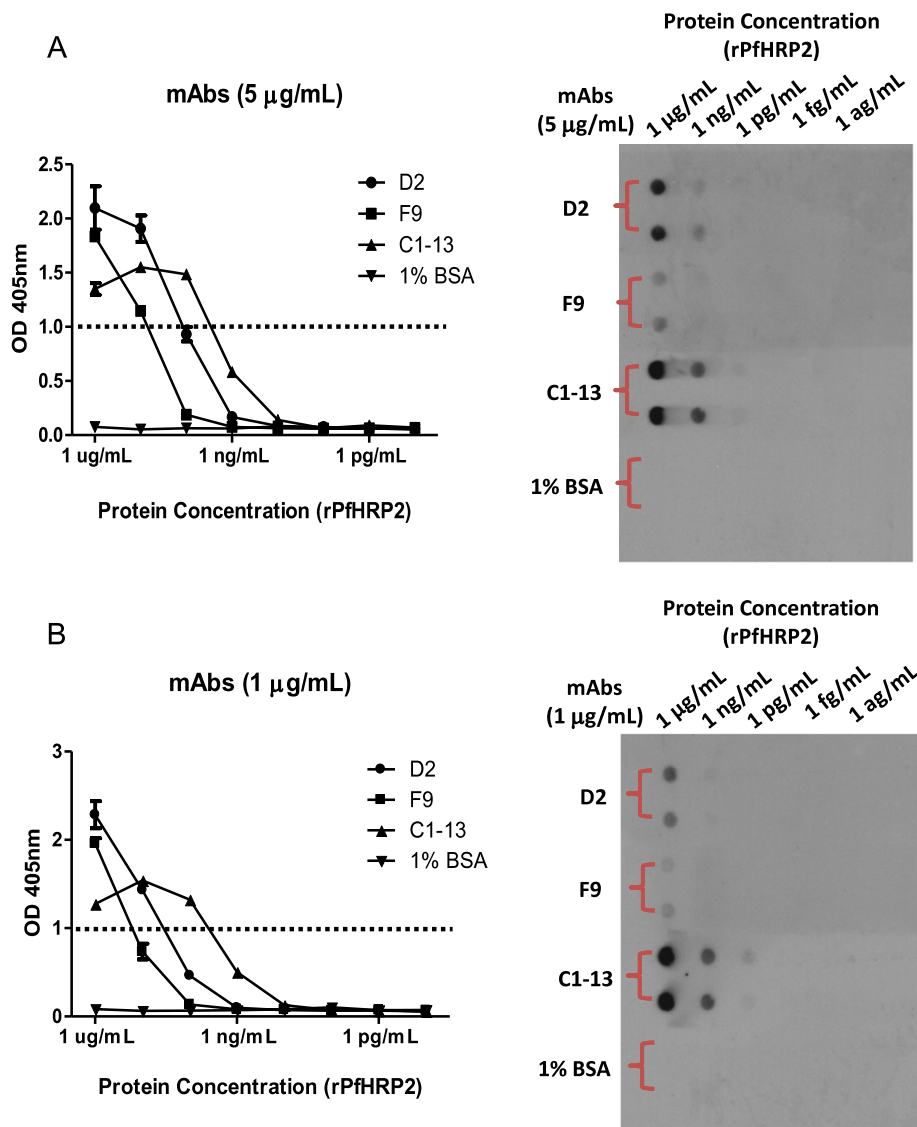 A
mAbs (5 μg/mL)
OD 405nm
2.5
2.0
1.5
1.0
0.5
0.0
D2
F9
C1-13
1% BSA
1 ug/mL
1 ng/mL
1 pg/mL
Protein Concentration (rPfHRP2)
Protein Concentration
(rPfHRP2)
mAbs
(5 μg/mL)
1 μg/mL
1 ng/mL
1 pg/mL
1 fg/mL
1 ag/mL
D2
F9
C1-13
1% BSA
B
mAbs (1 μg/mL)
OD 405nm
3
2
1
0
D2
F9
C1-13
1% BSA
1 ug/mL
1 ng/mL
1 pg/mL
Protein Concentration (rPfHRP2)
Protein Concentration
(rPfHRP2)
mAbs
(1 μg/mL)
1 μg/mL
1 ng/mL
1 pg/mL
1 fg/mL
1 ag/mL
D2
F9
C1-13
1% BSA